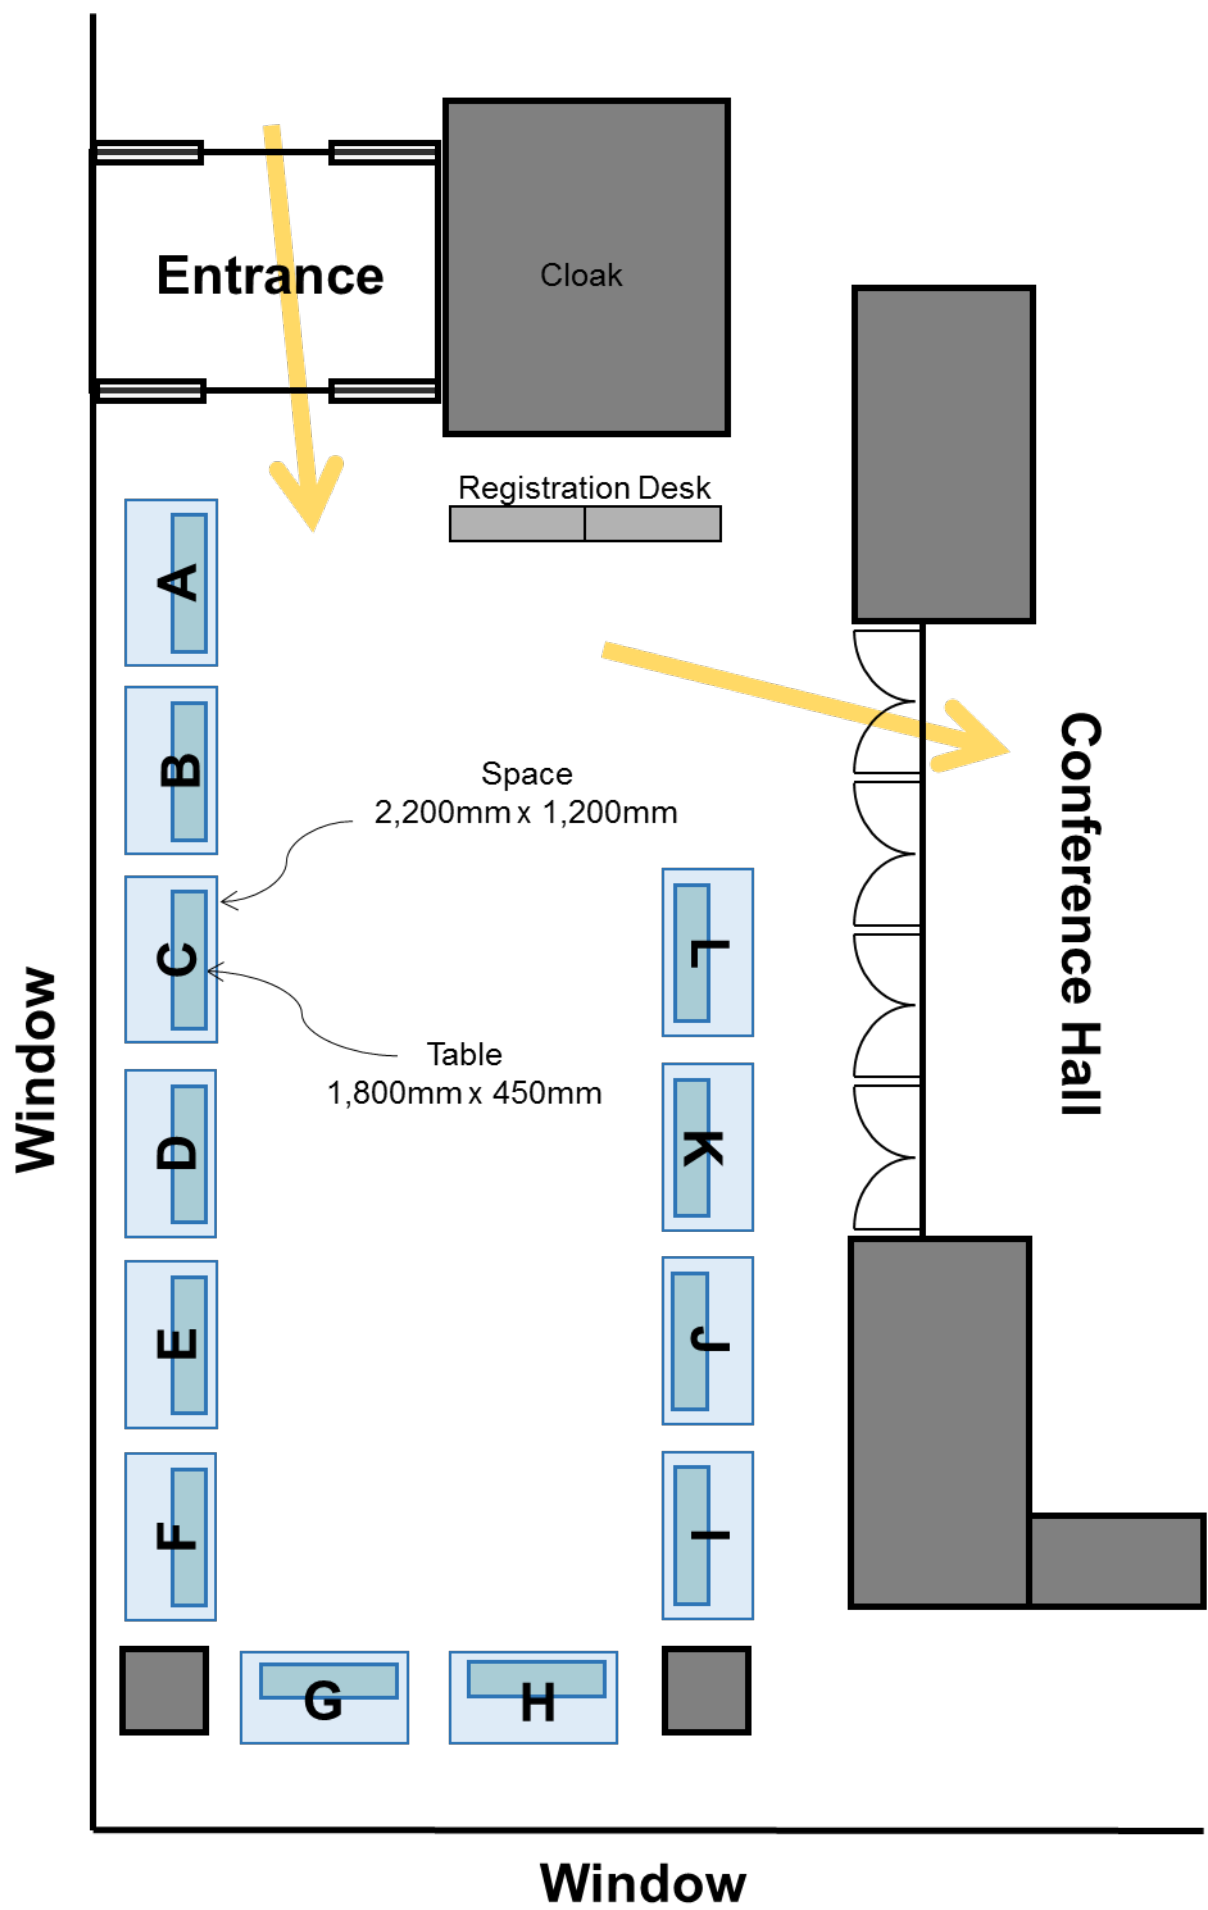 Entrance
Cloak
Registration Desk
A
B
Space
2,200mm x 1,200mm
C
L
Table
1,800mm x 450mm
D
K
E
J
F
I
G
H
Conference Hall
Window
Window